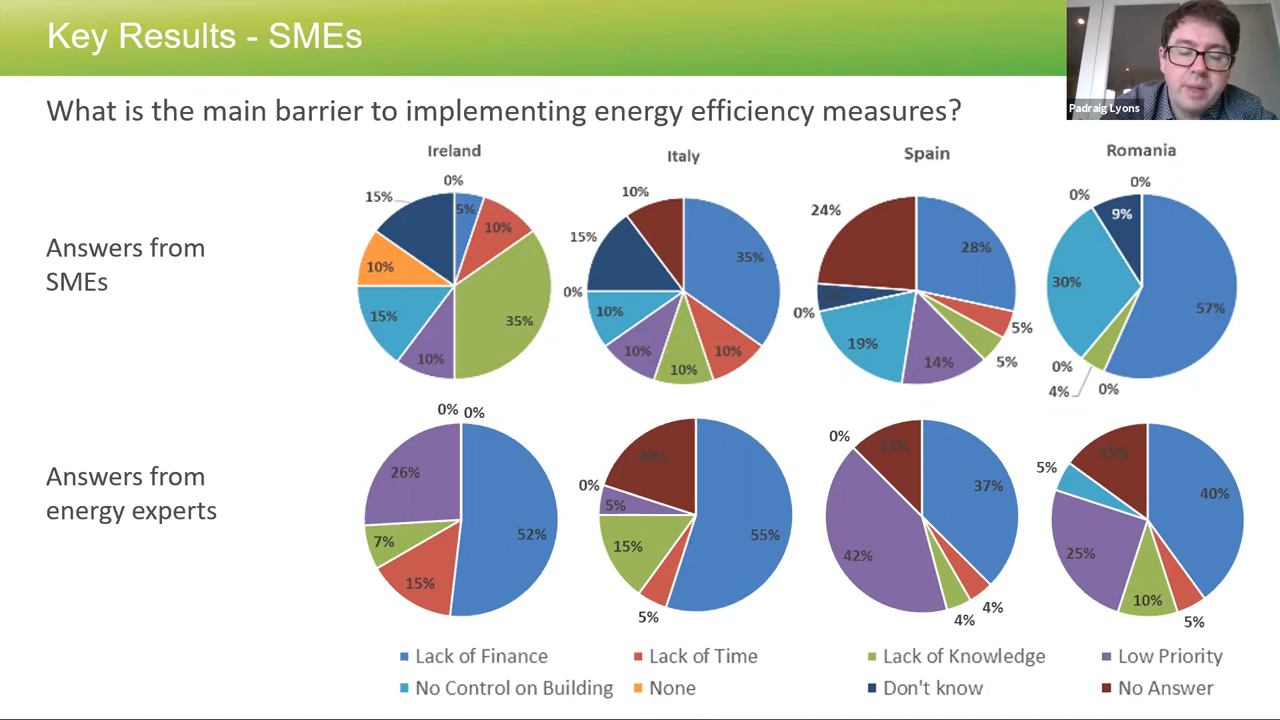 Key Results - SMEs
Padraig Lyons
What is the main barrier to implementing energy efficiency measures?
Ireland
Italy
Spain
Romania
Answers from
SMEs
0%
5%
10%
35%
10%
15%
10%
15%
35%
10%
10%
10%
10%
0%
15%
10%
28%
5%
5%
14%
19%
0%
24%
0%
57%
0%
4%
0%
30%
0%
9%
Answers from
energy experts
0% 0%
52%
15%
7%
26%
55%
5%
15%
5%
0%
20%
37%
4%
4%
42%
0%
13%
40%
5%
10%
25%
5%
15%
Lack of Finance
Lack of Time
Lack of Knowledge
Low Priority
No Control on Building
None
Don't know
No Answer